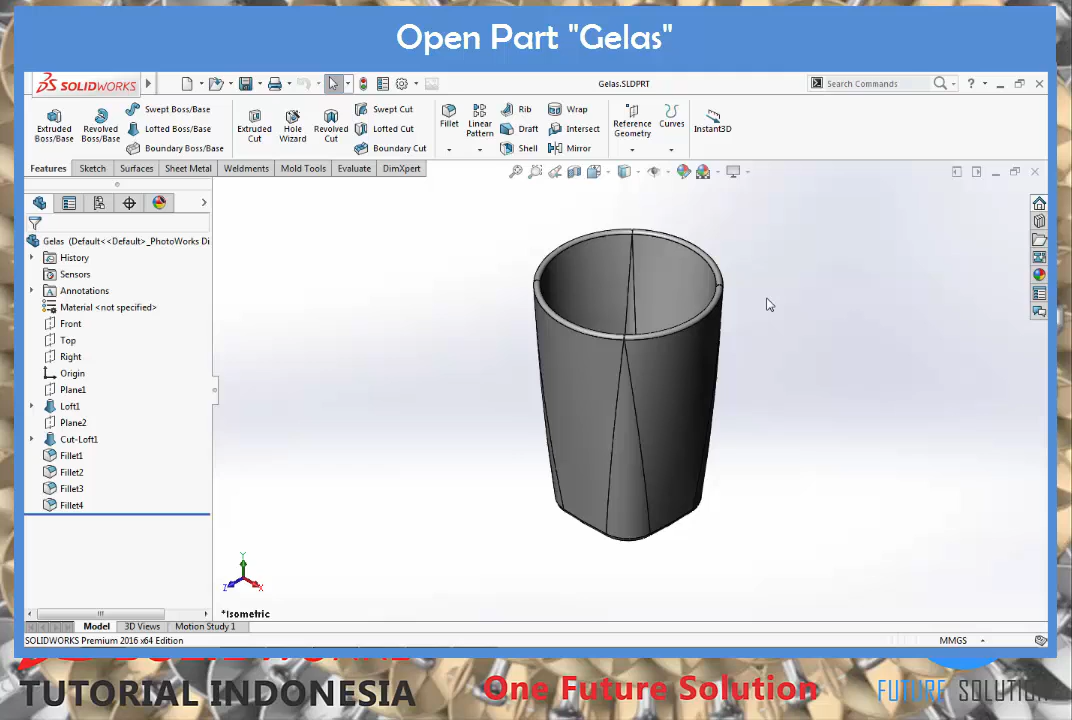 Open Part "Gelas"
SOLIDWORKS
Gelas.SLDPRT
Search Commands
Extruded Boss/Base
Revolved Boss/Base
Swept Boss/Base
Lofted Boss/Base
Boundary Boss/Base
Extruded Cut
Hole Wizard
Revolved Cut
Swept Cut
Lofted Cut
Boundary Cut
Fillet
Linear Pattern
Rib
Draft
Shell
Wrap
Intersect
Mirror
Reference Geometry
Curves
Instant3D
Features Sketch Surfaces Sheet Metal Weldments Mold Tools Evaluate DimXpert
Gelas (Default<<Default>_PhotoWorks Di
History
Sensors
Annotations
Material <not specified>
Front
Top
Right
Origin
Plane1
Loft1
Plane2
Cut-Loft1
Fillet1
Fillet2
Fillet3
Fillet4
Y
Z
X
*Isometric
Model 3D Views Motion Study 1
SOLIDWORKS Premium 2016 x64 Edition
MMGS
TUTORIAL INDONESIA
One Future Solution
FUTURE SOLUTION